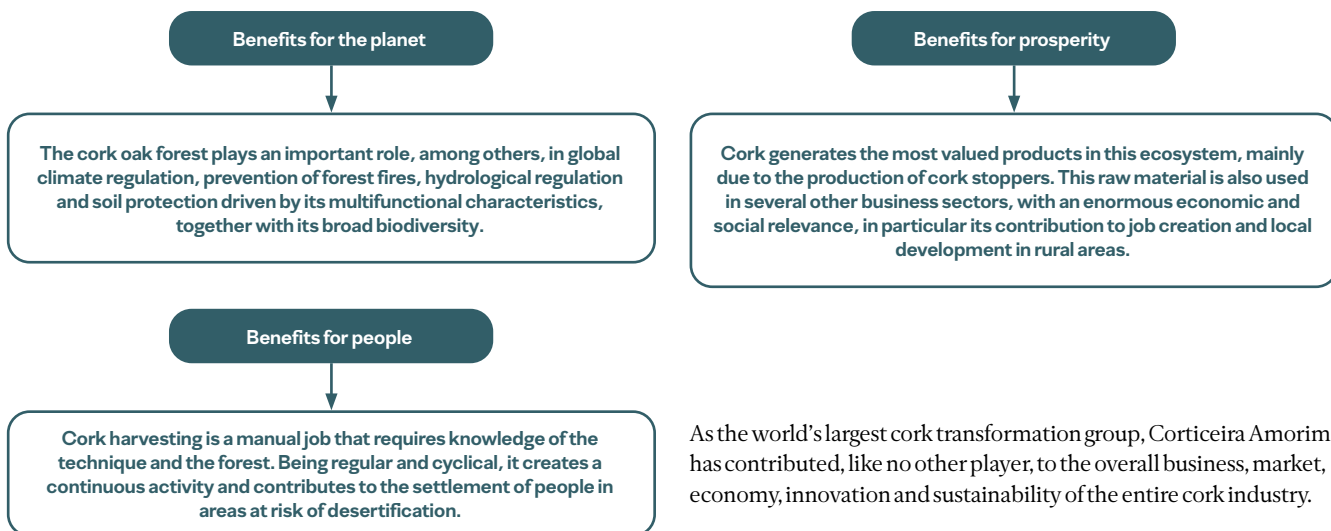 Benefits for the planet
The cork oak forest plays an important role, among others, in global
climate regulation, prevention of forest fires, hydrological regulation
and soil protection driven by its multifunctional characteristics,
together with its broad biodiversity.
Benefits for prosperity
Cork generates the most valued products in this ecosystem, mainly
due to the production of cork stoppers. This raw material is also used
in several other business sectors, with an enormous economic and
social relevance, in particular its contribution to job creation and local
development in rural areas.
Benefits for people
Cork harvesting is a manual job that requires knowledge of the
technique and the forest. Being regular and cyclical, it creates a
continuous activity and contributes to the settlement of people in
areas at risk of desertification.
As the world’s largest cork transformation group, Corticeira Amorim
has contributed, like no other player, to the overall business, market,
economy, innovation and sustainability of the entire cork industry.